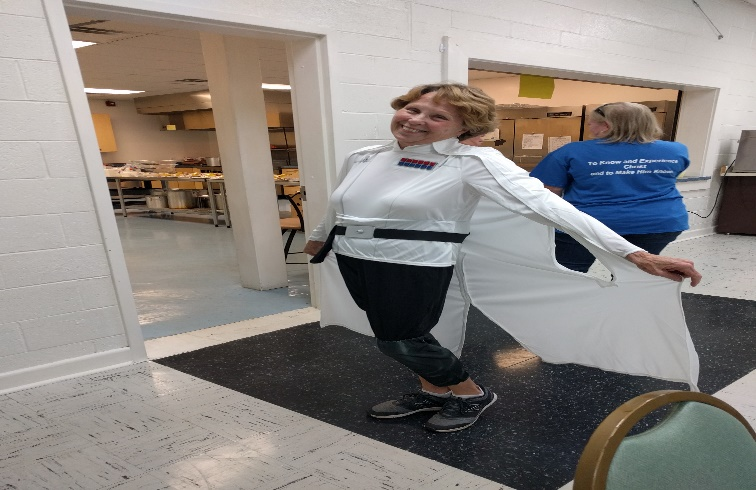 To Know and Experience
Christ
and to Make Him Known